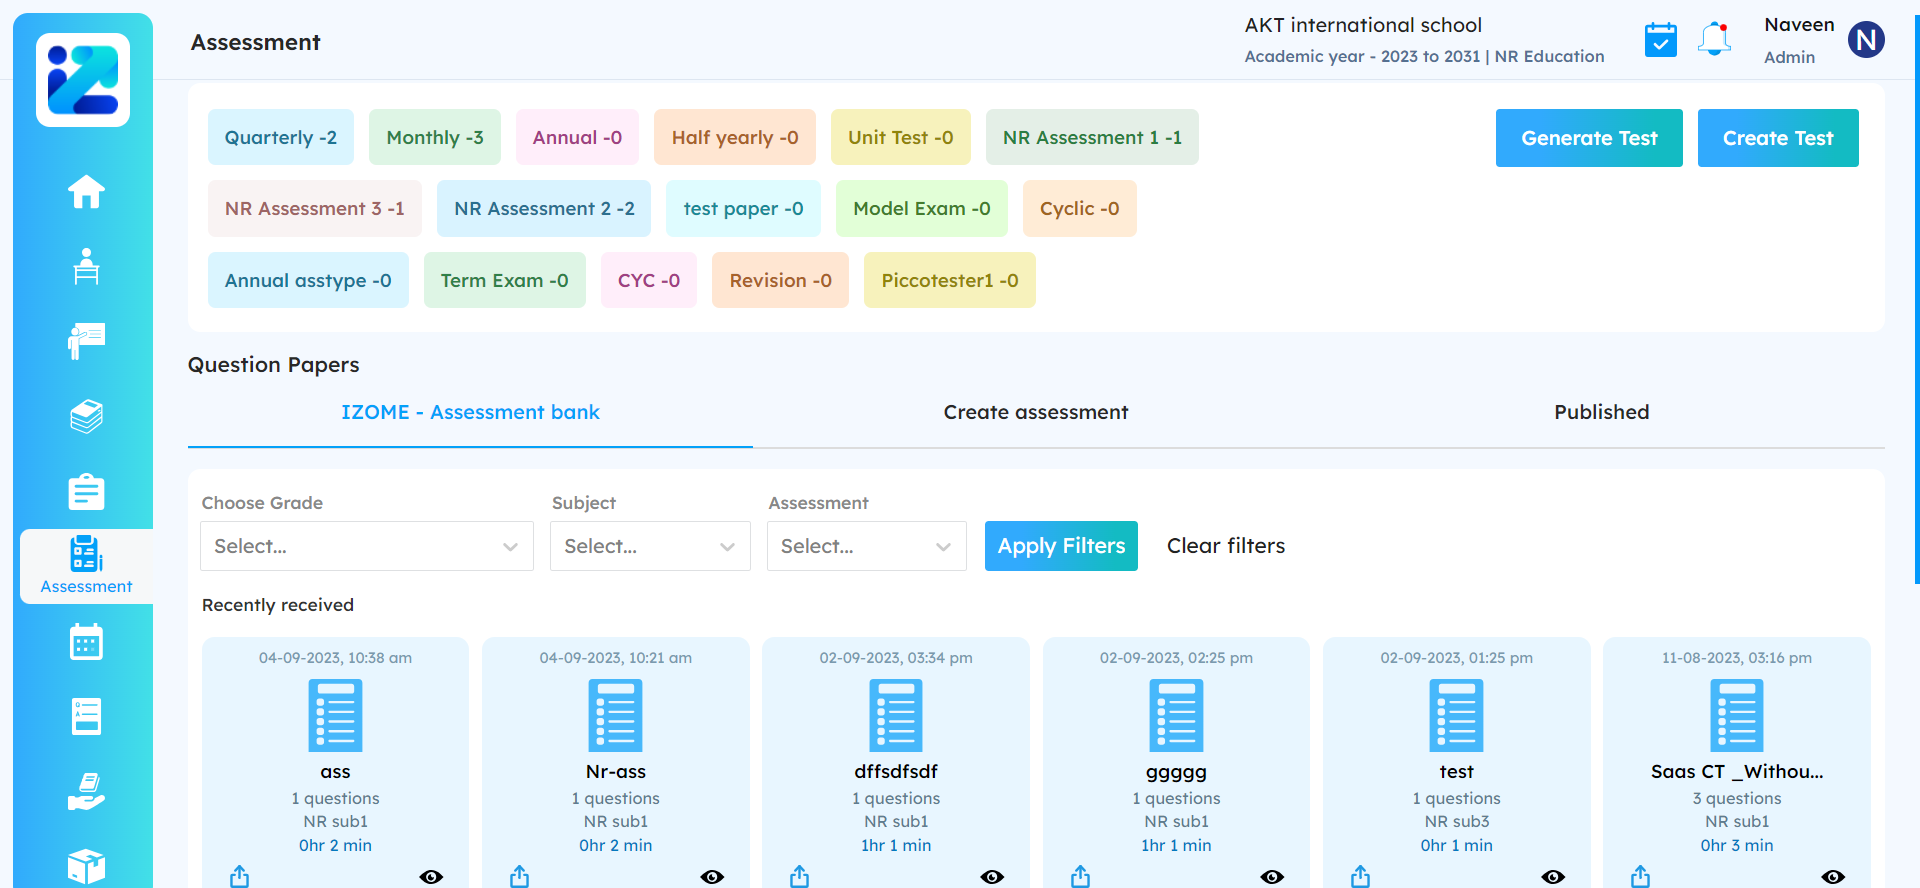 Assessment
AKT international school
Academic year - 2023 to 2031 | NR Education
Naveen
Admin
N
Quarterly -2
Monthly -3
Annual -0
Half yearly -0
Unit Test -0
NR Assessment 1 -1
Generate Test
Create Test
NR Assessment 3 -1
NR Assessment 2 -2
test paper -0
Model Exam -0
Cyclic -0
Annual asstype -0
Term Exam -0
CYC -0
Revision -0
Piccotester1 -0
Question Papers
IZOME - Assessment bank
Create assessment
Published
Choose Grade
Subject
Assessment
Select...
Select...
Select...
Apply Filters
Clear filters
Assessment
Recently received
04-09-2023, 10:38 am
ass
1 questions
NR sub1
0hr 2 min
04-09-2023, 10:21 am
Nr-ass
1 questions
NR sub1
0hr 2 min
02-09-2023, 03:34 pm
dffsdfsdf
1 questions
NR sub1
1hr 1 min
02-09-2023, 02:25 pm
ggggg
1 questions
NR sub1
1hr 1 min
02-09-2023, 01:25 pm
test
1 questions
NR sub3
0hr 1 min
11-08-2023, 03:16 pm
Saas CT _Withou...
3 questions
NR sub1
0hr 3 min